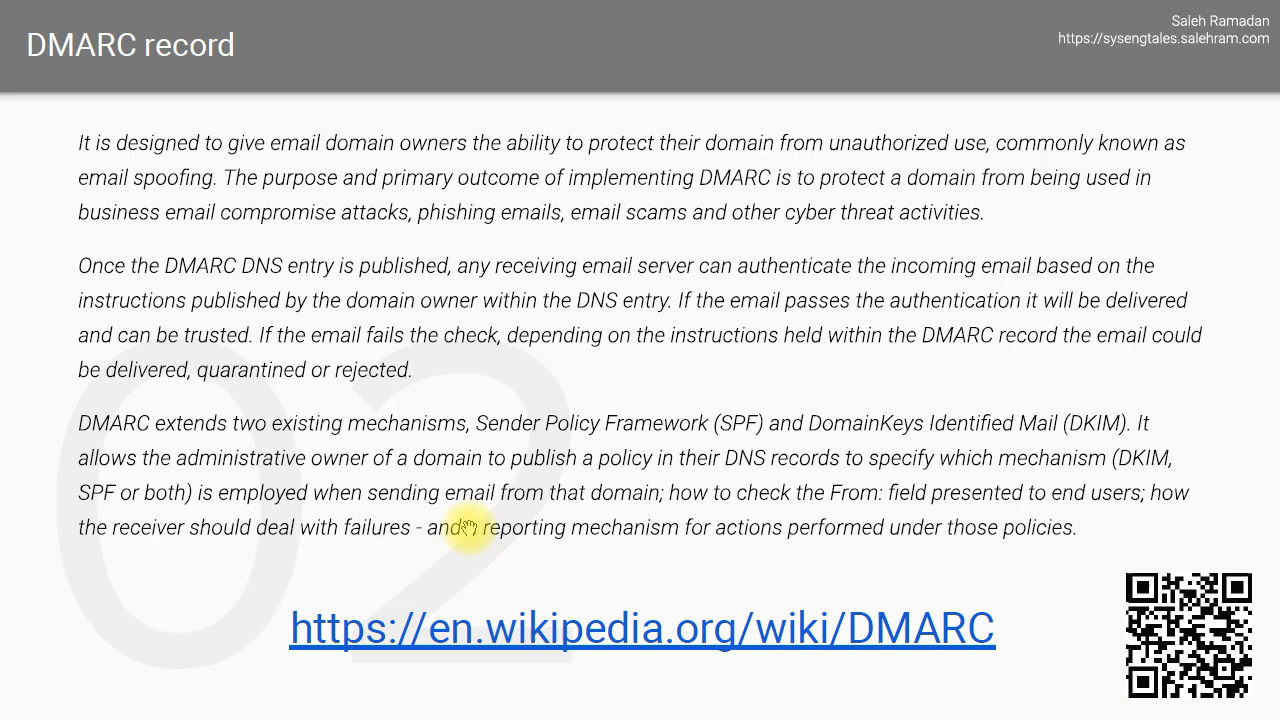 DMARC record
Saleh Ramadan
https://sysengtales.salehram.com
It is designed to give email domain owners the ability to protect their domain from unauthorized use, commonly known as
email spoofing. The purpose and primary outcome of implementing DMARC is to protect a domain from being used in
business email compromise attacks, phishing emails, email scams and other cyber threat activities.
Once the DMARC DNS entry is published, any receiving email server can authenticate the incoming email based on the
instructions published by the domain owner within the DNS entry. If the email passes the authentication it will be delivered
and can be trusted. If the email fails the check, depending on the instructions held within the DMARC record the email could
be delivered, quarantined or rejected.
DMARC extends two existing mechanisms, Sender Policy Framework (SPF) and DomainKeys Identified Mail (DKIM). It
allows the administrative owner of a domain to publish a policy in their DNS records to specify which mechanism (DKIM,
SPF or both) is employed when sending email from that domain; how to check the From: field presented to end users; how
the receiver should deal with failures - and reporting mechanism for actions performed under those policies.
02
https://en.wikipedia.org/wiki/DMARC